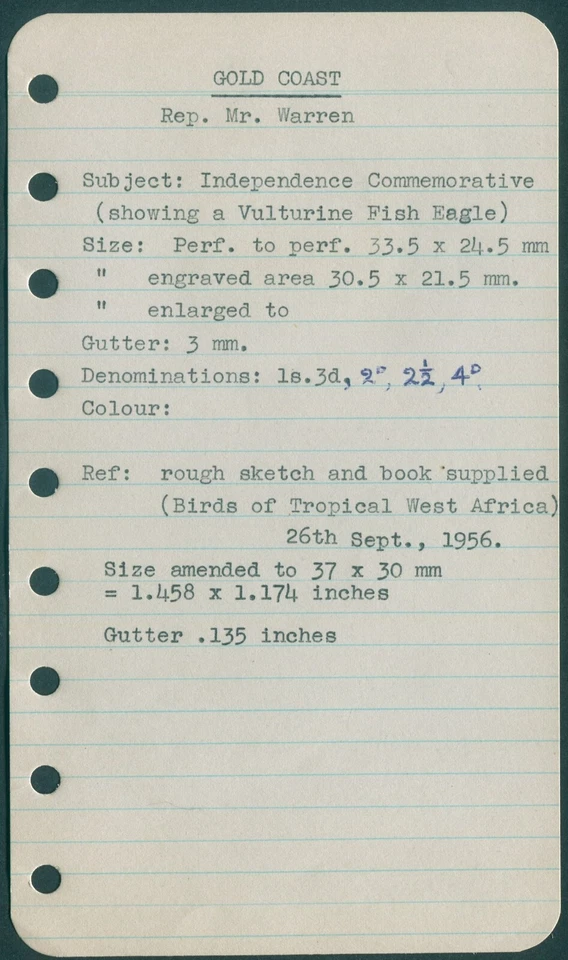 GOLD COAST
Rep. Mr. Warren
Subject: Independence Commemorative
(showing a Vulturine Fish Eagle)
Size: Perf. to perf. 33.5 x 24.5 mm
" engraved area 30.5 x 21.5 mm.
" enlarged to
Gutter: 3 mm.
Denominations: 1s.3d, 2ᴰ, 2½, 4ᴰ.
Colour:
Ref: rough sketch and book supplied
(Birds of Tropical West Africa)
26th Sept., 1956.
Size amended to 37 x 30 mm
= 1.458 x 1.174 inches
Gutter .135 inches